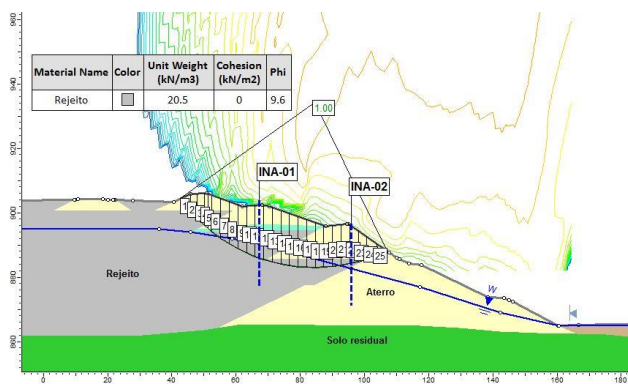 Material Name Color Unit Weight (kN/m3) Cohesion (kN/m2) Phi
Rejeito 20.5 0 9.6
1.00
INA-01
INA-02
W
Rejeito
Aterro
Solo residual
960
940
920
900
880
860
0 20 40 60 80 100 120 140 160 180